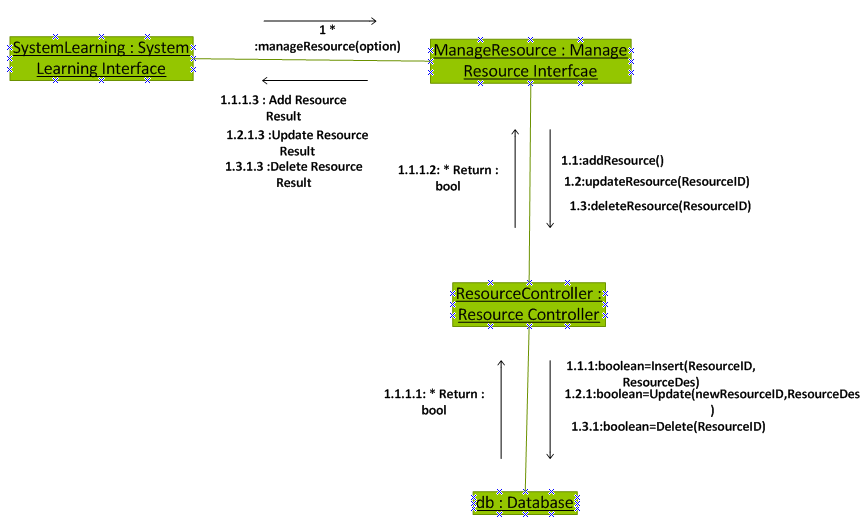 1 *
:manageResource(option)
SystemLearning : System
Learning Interface
ManageResource : Manage
Resource Interfcae
1.1.1.3 : Add Resource
Result
1.2.1.3 :Update Resource
Result
1.3.1.3 :Delete Resource
Result
1.1.1.2: * Return :
bool
1.1:addResource()
1.2:updateResource(ResourceID)
1.3:deleteResource(ResourceID)
ResourceController :
Resource Controller
1.1.1.1: * Return :
bool
1.1.1:boolean=Insert(ResourceID,
ResourceDes)
1.2.1:boolean=Update(newResourceID,ResourceDes
)
1.3.1:boolean=Delete(ResourceID)
db : Database